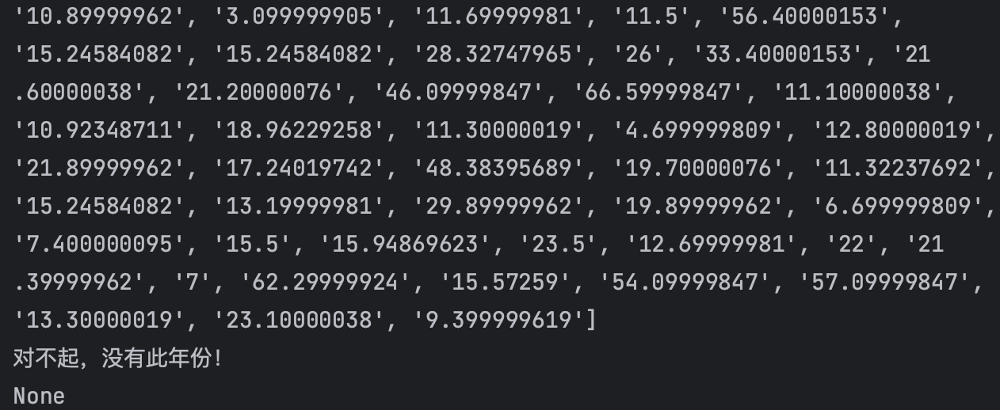 '10.89999962', '3.099999905', '11.69999981', '11.5', '56.40000153',
'15.24584082', '15.24584082', '28.32747965', '26', '33.40000153', '21
.60000038', '21.20000076', '46.09999847', '66.59999847', '11.10000038',
'10.92348711', '18.96229258', '11.30000019', '4.699999809', '12.80000019',
'21.89999962', '17.24019742', '48.38395689', '19.70000076', '11.32237692',
'15.24584082', '13.19999981', '29.89999962', '19.89999962', '6.699999809',
'7.400000095', '15.5', '15.94869623', '23.5', '12.69999981', '22', '21
.39999962', '7', '62.29999924', '15.57259', '54.09999847', '57.09999847',
'13.30000019', '23.10000038', '9.399999619']
对不起，没有此年份！
None